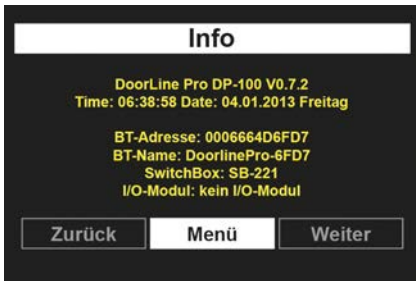 Info
DoorLine Pro DP-100 V0.7.2
Time: 06:38:58 Date: 04.01.2013 Freitag
BT-Adresse: 0006664D6FD7
BT-Name: DoorlinePro-6FD7
SwitchBox: SB-221
I/O-Modul: kein I/O-Modul
Zurück Menü Weiter